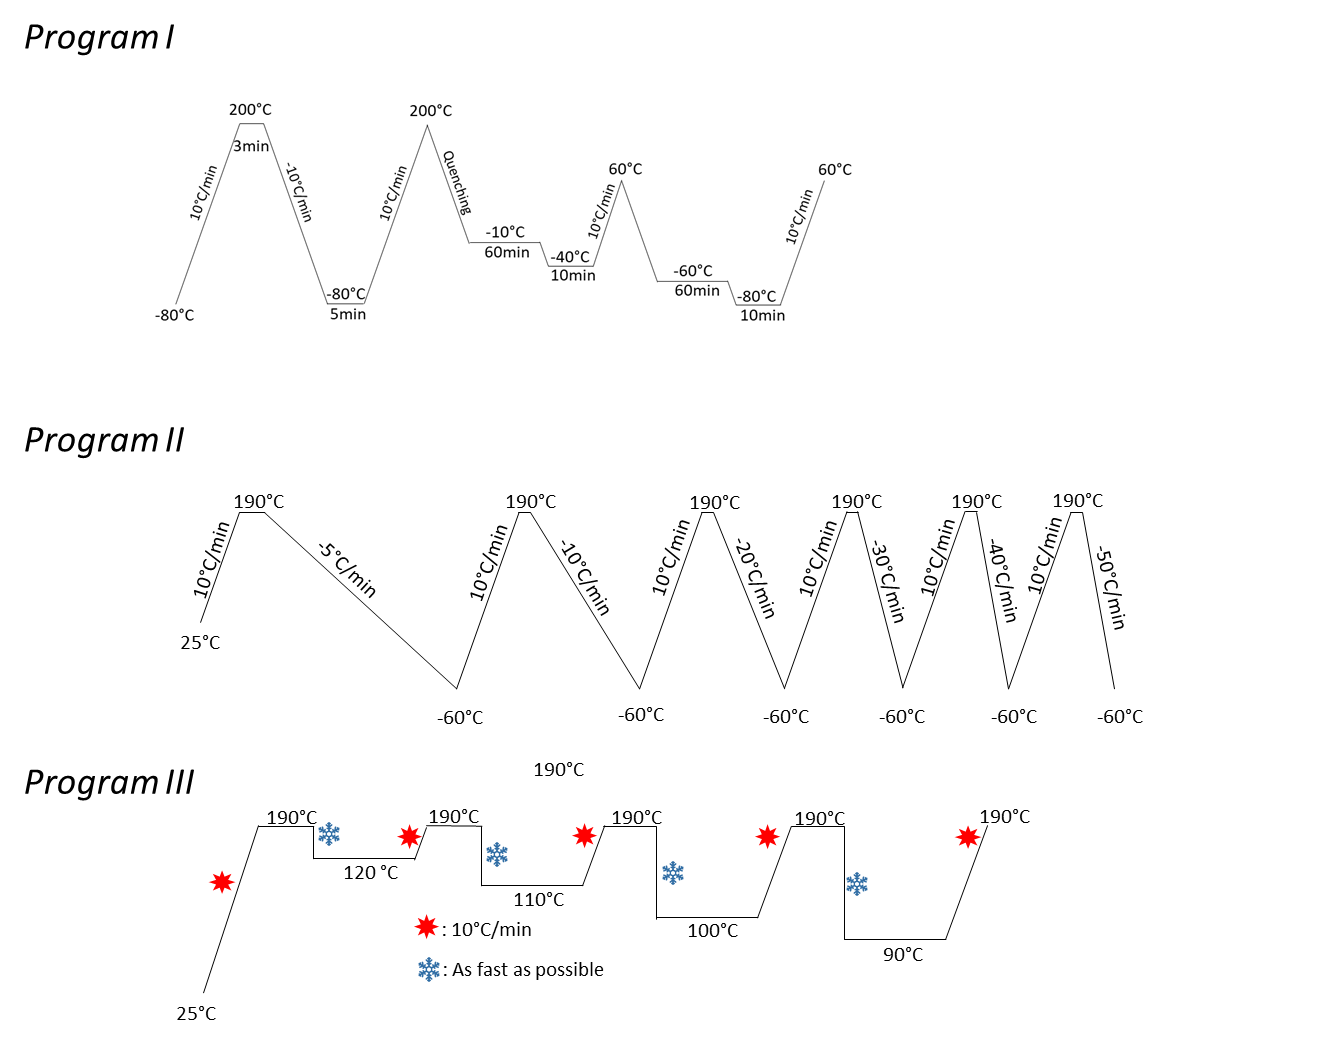 Program I
200°C
3min
10°C/min
-10°C/min
-80°C
-80°C
5min
10°C/min
200°C
Quenching
-10°C
60min
-40°C
10min
10°C/min
60°C
-60°C
60min
-80°C
10min
10°C/min
60°C
Program II
25°C
10°C/min
190°C
-5°C/min
-60°C
10°C/min
190°C
-10°C/min
-60°C
10°C/min
190°C
-20°C/min
-60°C
10°C/min
190°C
-30°C/min
-60°C
10°C/min
190°C
-40°C/min
-60°C
10°C/min
190°C
-50°C/min
-60°C
190°C
Program III
25°C
190°C
120 °C
190°C
110°C
190°C
100°C
190°C
90°C
190°C
: 10°C/min
: As fast as possible